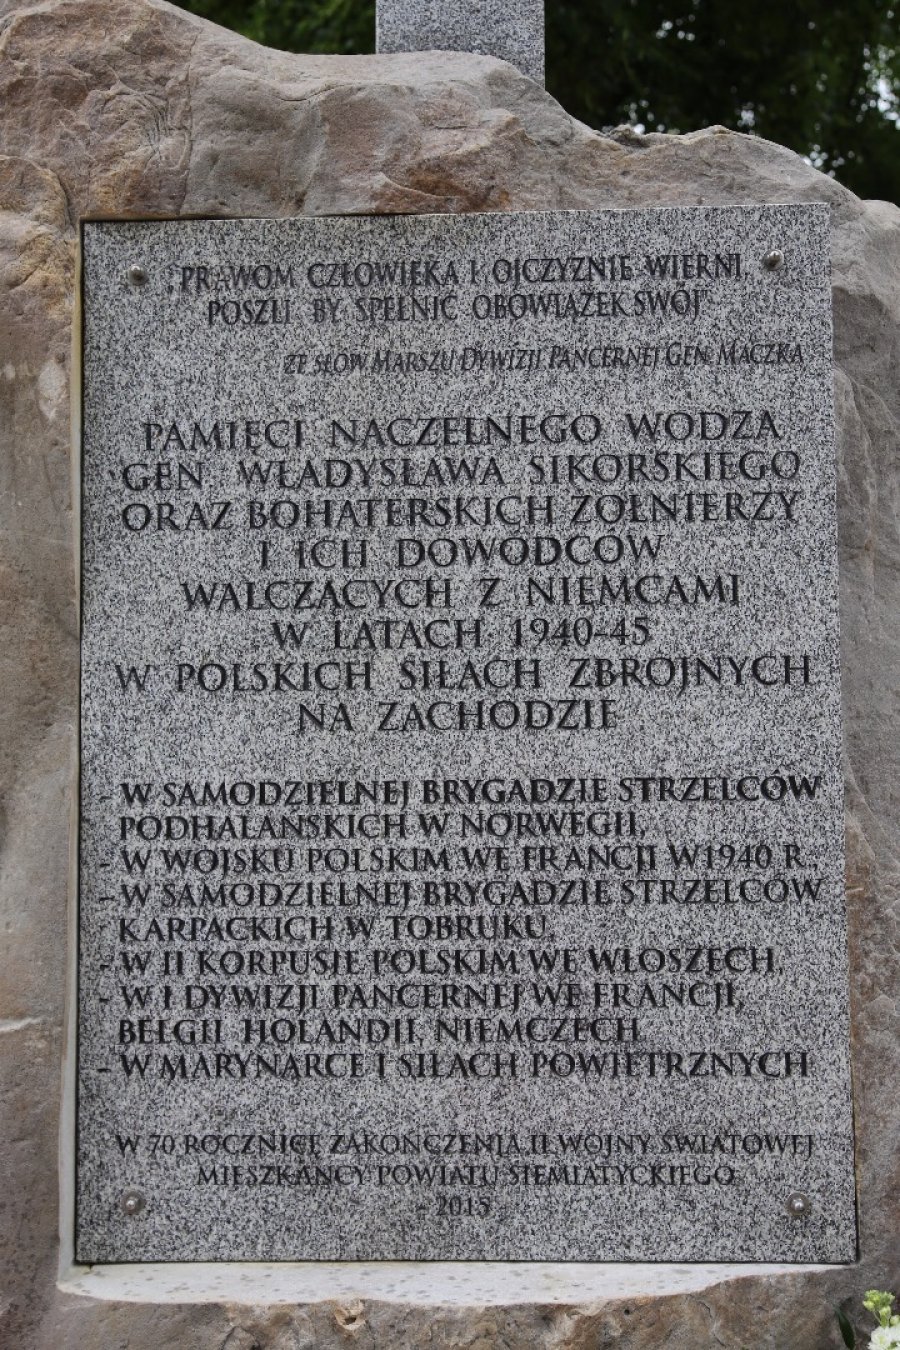 „PRAWOM CZŁOWIEKA I OJCZYŹNIE WIERNI
POSZLI BY SPEŁNIĆ OBOWIĄZEK SWÓJ"
ZE SŁÓW MARSZU DYWIZJI PANCERNEJ GEN. MACZKA
PAMIĘCI NACZELNEGO WODZA
GEN. WŁADYSŁAWA SIKORSKIEGO
ORAZ BOHATERSKICH ŻOŁNIERZY
I ICH DOWÓDCÓW
WALCZĄCYCH Z NIEMCAMI
W LATACH 1940-45
W POLSKICH SIŁACH ZBROJNYCH
NA ZACHODZIE
- W SAMODZIELNEJ BRYGADZIE STRZELCÓW
PODHALAŃSKICH W NORWEGII,
- W WOJSKU POLSKIM WE FRANCJI W 1940 R.,
- W SAMODZIELNEJ BRYGADZIE STRZELCÓW
KARPACKICH W TOBRUKU,
- W II KORPUSIE POLSKIM WE WŁOSZECH,
- W I DYWIZJI PANCERNEJ WE FRANCJI,
BELGII, HOLANDII, NIEMCZECH
- W MARYNARCE I SIŁACH POWIETRZNYCH
W 70 ROCZNICĘ ZAKOŃCZENIA II WOJNY ŚWIATOWEJ
MIESZKAŃCY POWIATU SIEMIATYCKIEGO
- 2015